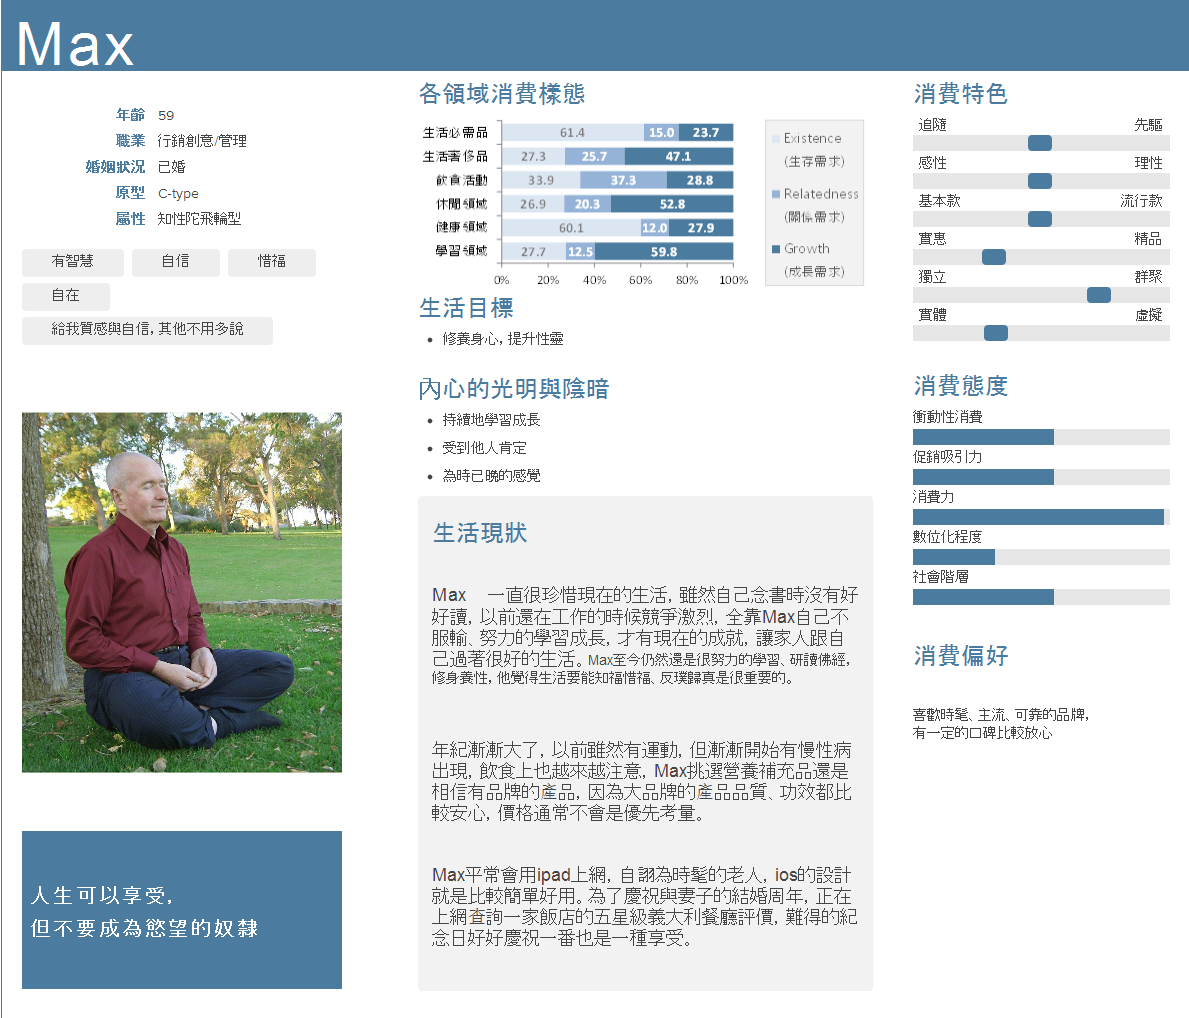 Max
年齡 59
職業 行銷創意/管理
婚姻狀況 已婚
原型 C-type
屬性 知性陀飛輪型
有智慧 自信 惜福
自在
給我質感與自信, 其他不用多說
人生可以享受,
但不要成為慾望的奴隸
各領域消費樣態
生活必需品 61.4 15.0 23.7
生活奢侈品 27.3 25.7 47.1
飲食活動 33.9 37.3 28.8
休閒領域 26.9 20.3 52.8
健康領域 60.1 12.0 27.9
學習領域 27.7 12.5 59.8
0% 20% 40% 60% 80% 100%
Existence
(生存需求)
Relatedness
(關係需求)
Growth
(成長需求)
生活目標
• 修養身心, 提升性靈
內心的光明與陰暗
• 持續地學習成長
• 受到他人肯定
• 為時已晚的感覺
生活現狀
Max 一直很珍惜現在的生活, 雖然自己念書時沒有好
好讀, 以前還在工作的時候競爭激烈, 全靠Max自己不
服輸、努力的學習成長, 才有現在的成就, 讓家人跟自
己過著很好的生活。Max至今仍然還是很努力的學習、研讀佛經,
修身養性, 他覺得生活要能知福惜福、反璞歸真是很重要的。
年紀漸漸大了, 以前雖然有運動, 但漸漸開始有慢性病
出現, 飲食上也越來越注意, Max挑選營養補充品還是
相信有品牌的產品, 因為大品牌的產品品質、功效都比
較安心, 價格通常不會是優先考量。
Max平常會用ipad上網, 自詡為時髦的老人, ios的設計
就是比較簡單好用。為了慶祝與妻子的結婚周年, 正在
上網查詢一家飯店的五星級義大利餐廳評價, 難得的紀
念日好好慶祝一番也是一種享受。
消費特色
追隨 先驅
感性 理性
基本款 流行款
實惠 精品
獨立 群聚
實體 虛擬
消費態度
衝動性消費
促銷吸引力
消費力
數位化程度
社會階層
消費偏好
喜歡時髦、主流、可靠的品牌,
有一定的口碑比較放心